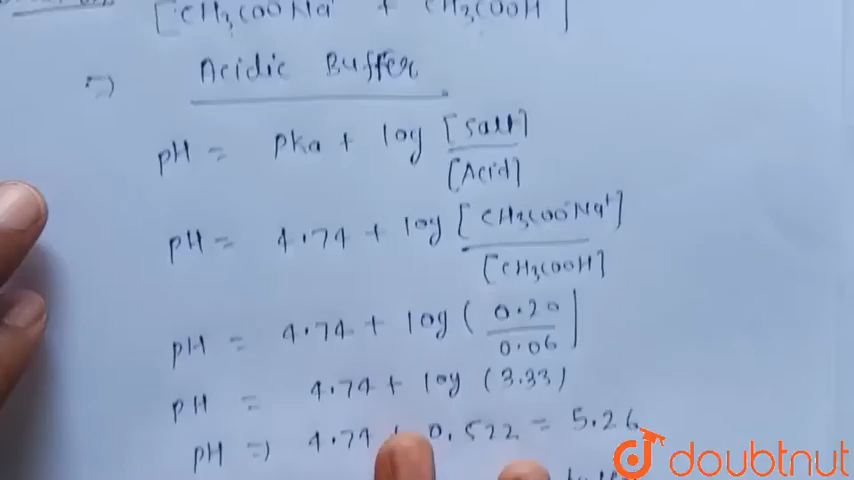 [CH3COONa + CH3COOH]
=) Acidic Buffer
pH = pKa + log [Salt]
[Acid]
pH = 4.74 + log [CH3COO⁻Na⁺]
[CH3COOH]
pH = 4.74 + log (0.20
0.06)
pH = 4.74 + log (3.33)
pH =) 4.74 + 0.522 = 5.26
doubtnut